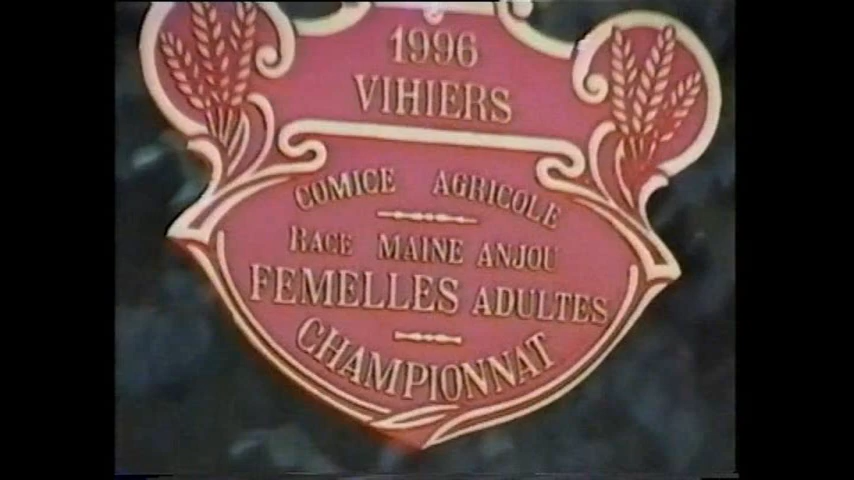 1996
VIHIERS
COMICE AGRICOLE
RACE MAINE ANJOU
FEMELLES ADULTES
CHAMPIONNAT